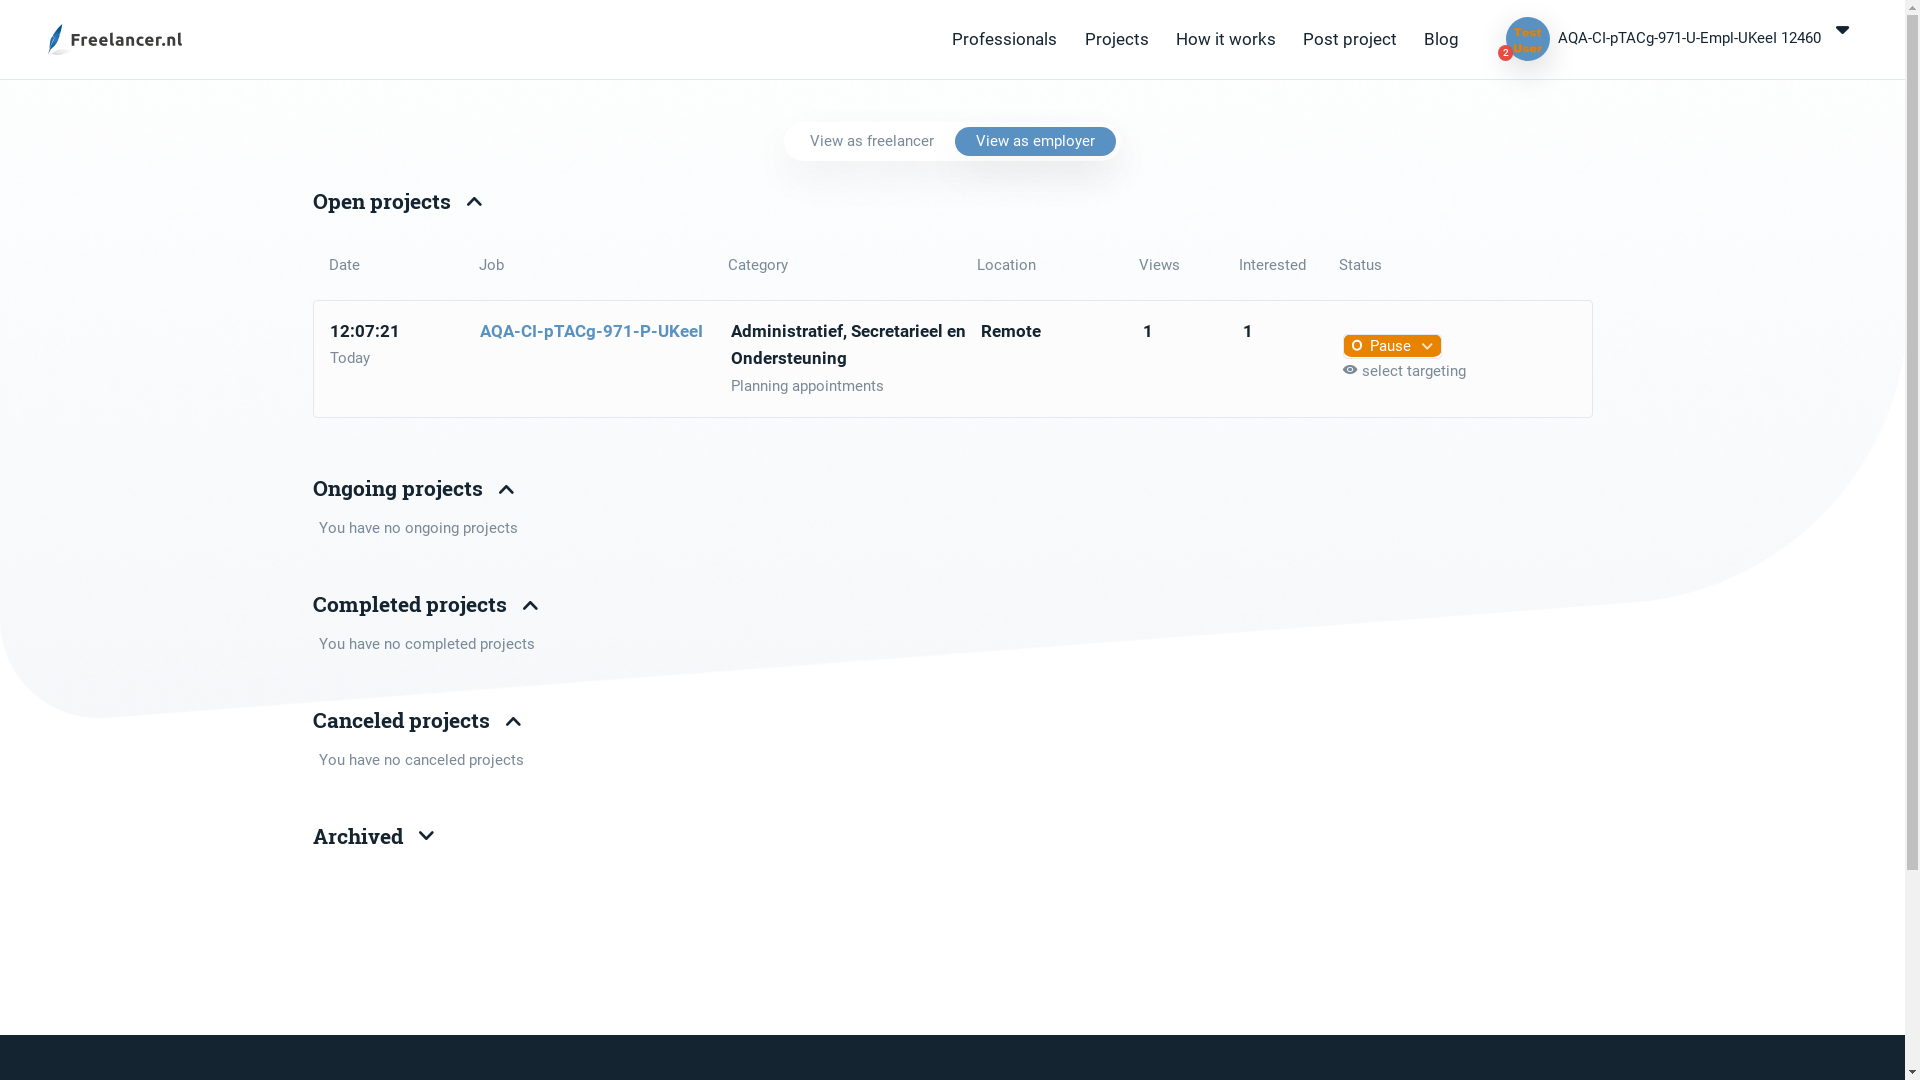 Freelancer.nl
Professionals
Projects
How it works
Post project
Blog
Test
User
2
AQA-CI-pTACg-971-U-Empl-UKeeI 12460
View as freelancer
View as employer
Open projects
Date
Job
Category
Location
Views
Interested
Status
12:07:21
Today
AQA-CI-pTACg-971-P-UKeeI
Administratief, Secretarieel en
Ondersteuning
Planning appointments
Remote
1
1
Pause
select targeting
Ongoing projects
You have no ongoing projects
Completed projects
You have no completed projects
Canceled projects
You have no canceled projects
Archived